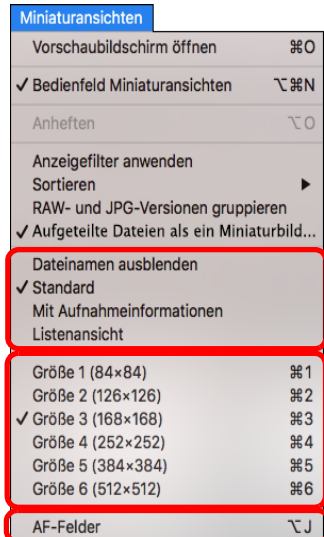 Miniaturansichten
Vorschaubildschirm öffnen ⌘O
✓ Bedienfeld Miniaturansichten ⌥⌘N
Anheften ⌥O
Anzeigefilter anwenden
Sortieren ▶
RAW- und JPG-Versionen gruppieren
✓ Aufgeteilte Dateien als ein Miniaturbild...
Dateinamen ausblenden
✓ Standard
Mit Aufnahmeinformationen
Listenansicht
Größe 1 (84×84) ⌘1
Größe 2 (126×126) ⌘2
✓ Größe 3 (168×168) ⌘3
Größe 4 (252×252) ⌘4
Größe 5 (384×384) ⌘5
Größe 6 (512×512) ⌘6
AF-Felder ⌥J